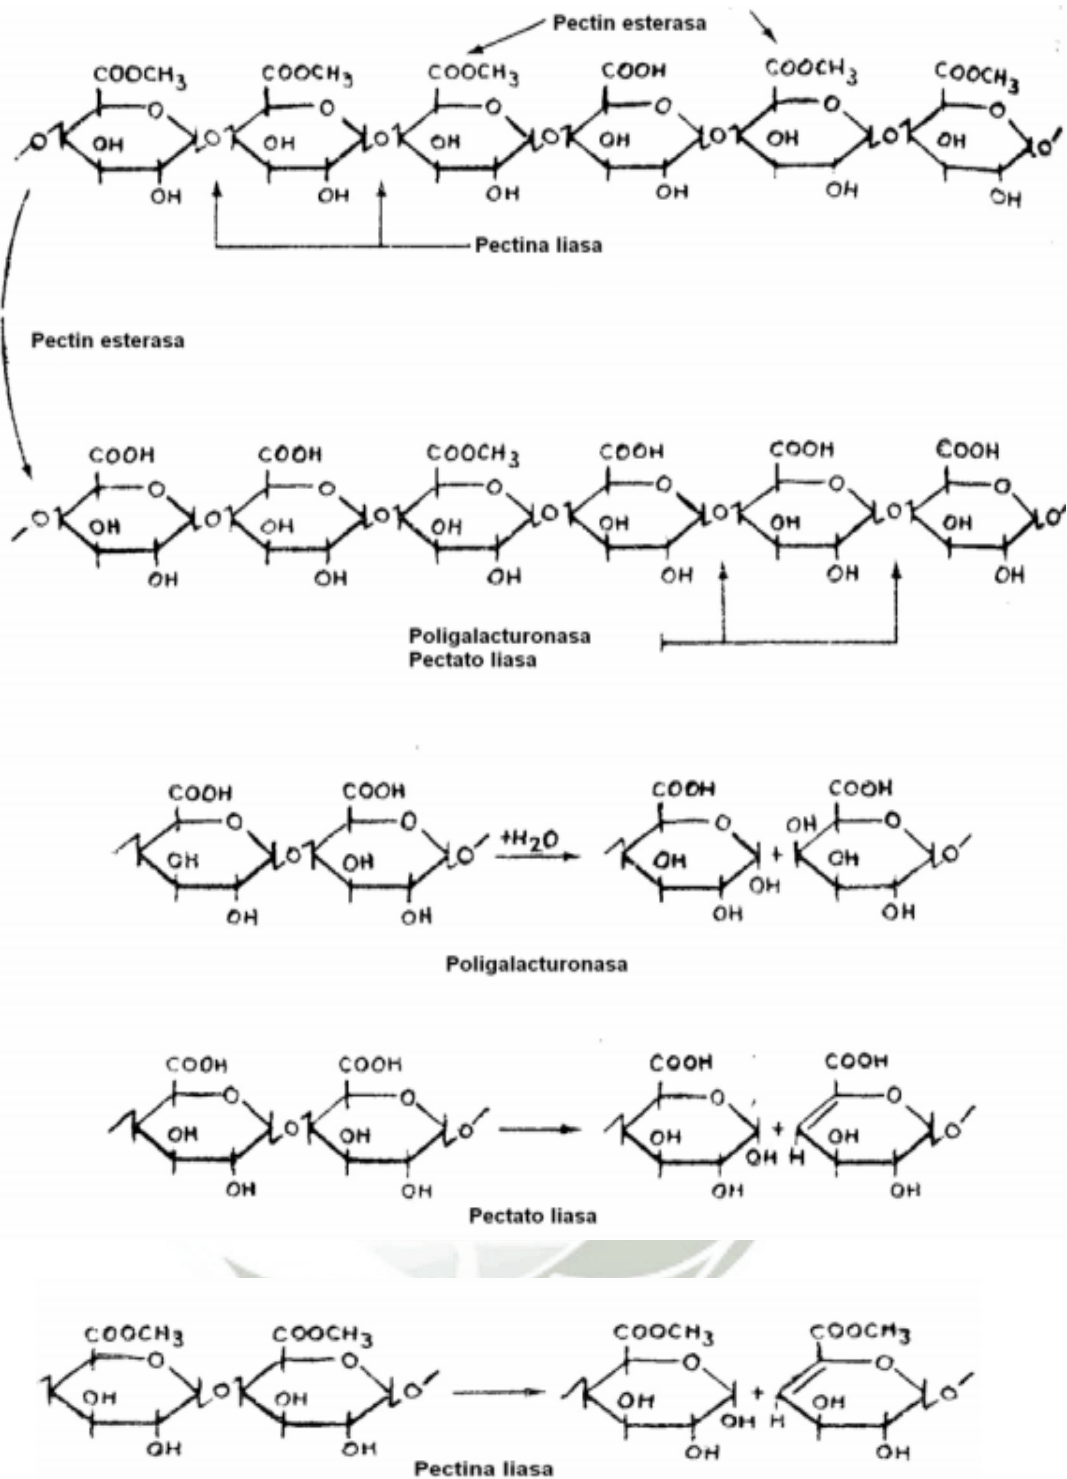 Pectin esterasa
COOCH3 COOCH3 COOCH3 COOH COOCH3 COOCH3
O O O O O O
O OH O OH O OH O OH O OH O OH O
OH OH OH OH OH OH
Pectina liasa
Pectin esterasa
COOH COOH COOCH3 COOH COOH COOH
O O O O O O
O OH O OH O OH O OH O OH O OH O
OH OH OH OH OH OH
Poligalacturonasa
Pectato liasa
COOH COOH COOH COOH
O O +H2O O OH O
OH O OH O OH + OH O
OH
OH OH OH OH
Poligalacturonasa
COOH COOH COOH COOH
O O O O
OH O OH O OH + OH O
OH H
OH OH OH OH
Pectato liasa
COOCH3 COOCH3 COOCH3 COOCH3
O O O O
OH O OH O OH + OH O
OH H
OH OH OH OH
Pectina liasa